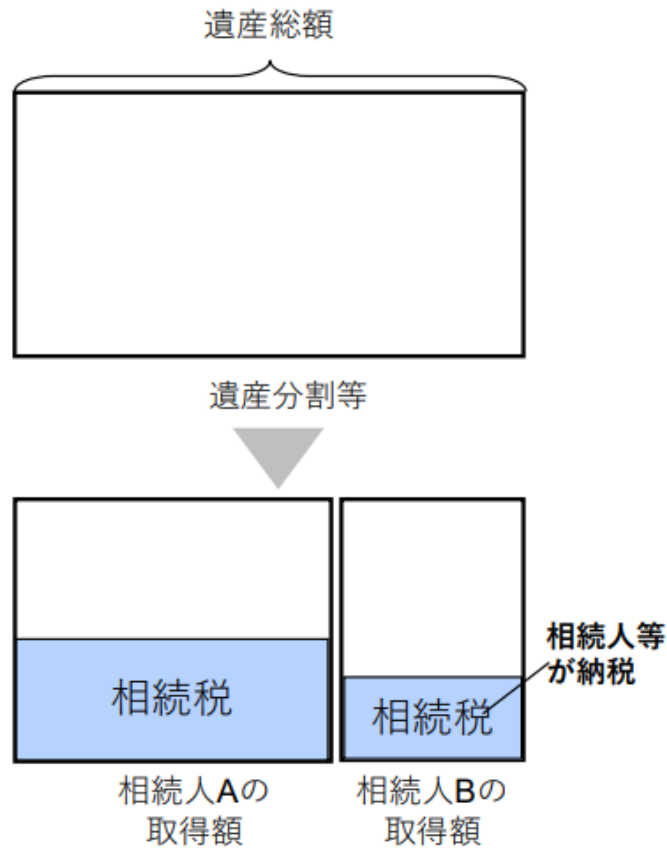 遺産総額
遺産分割等
相続税
相続税
相続人等
が納税
相続人Aの
取得額
相続人Bの
取得額